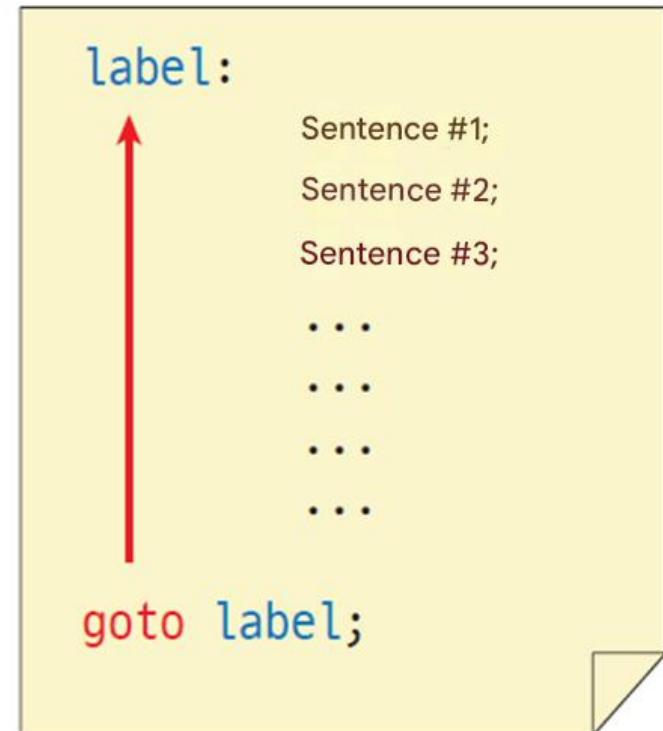 label:
Sentence #1;
Sentence #2;
Sentence #3;
...
...
...
...
goto label;